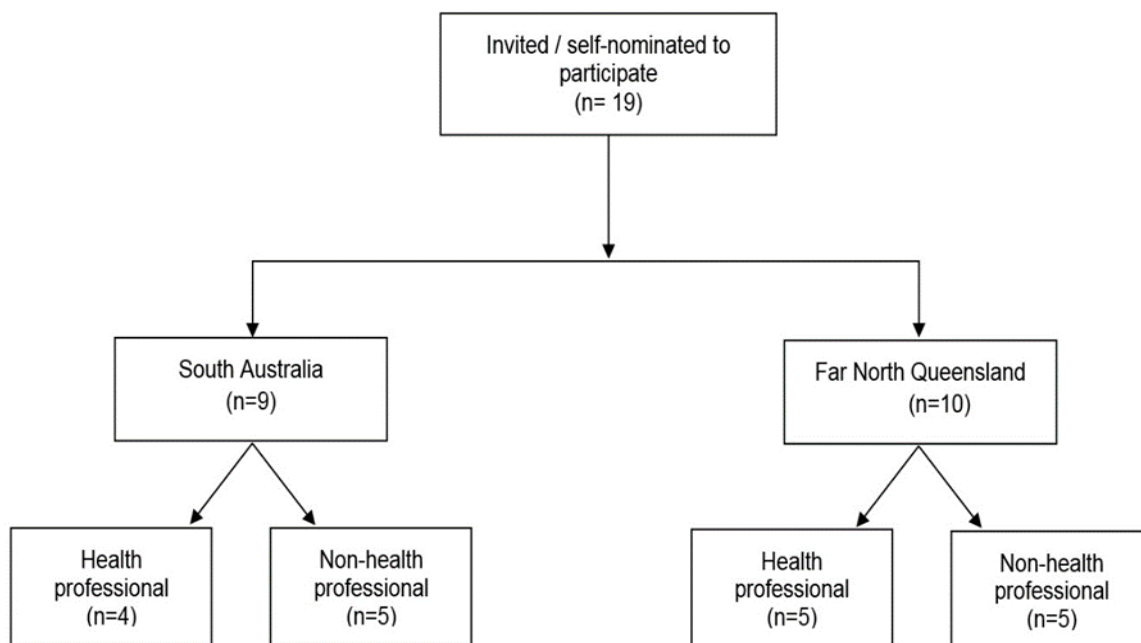 Invited / self-nominated to
participate
(n= 19)
South Australia
(n=9)
Far North Queensland
(n=10)
Health
professional
(n=4)
Non-health
professional
(n=5)
Health
professional
(n=5)
Non-health
professional
(n=5)